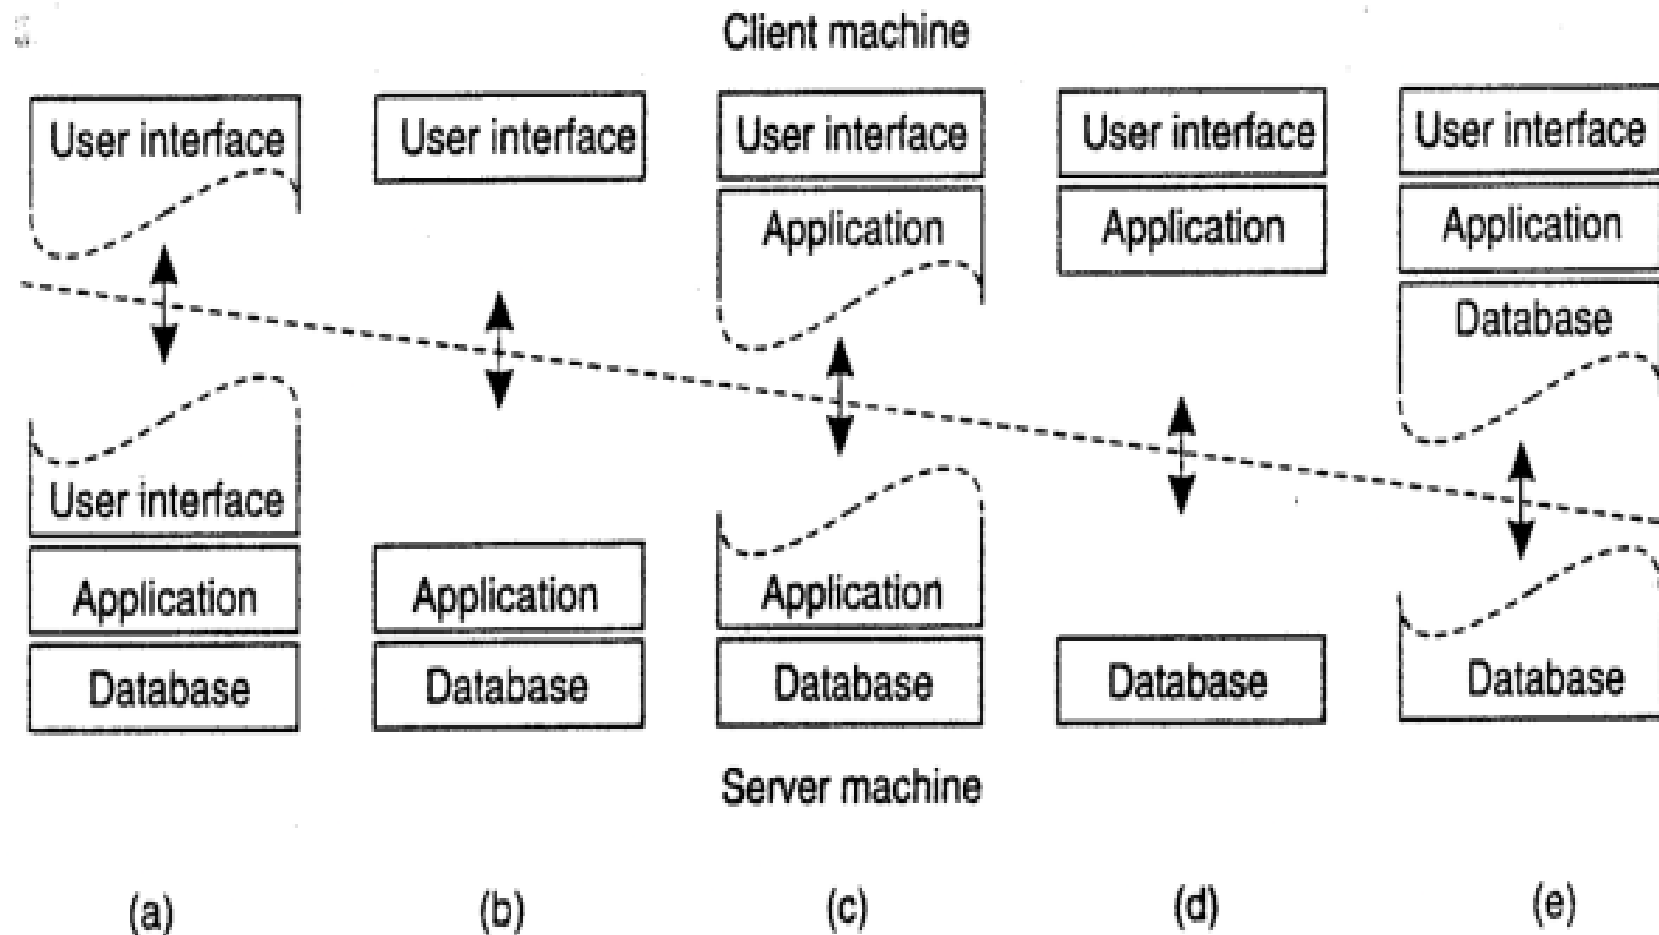 Client machine
User interface
User interface
User interface
User interface
User interface
Application
Application
Application
Database
User interface
Application
Application
Application
Database
Database
Database
Database
Database
Server machine
(a)
(b)
(c)
(d)
(e)